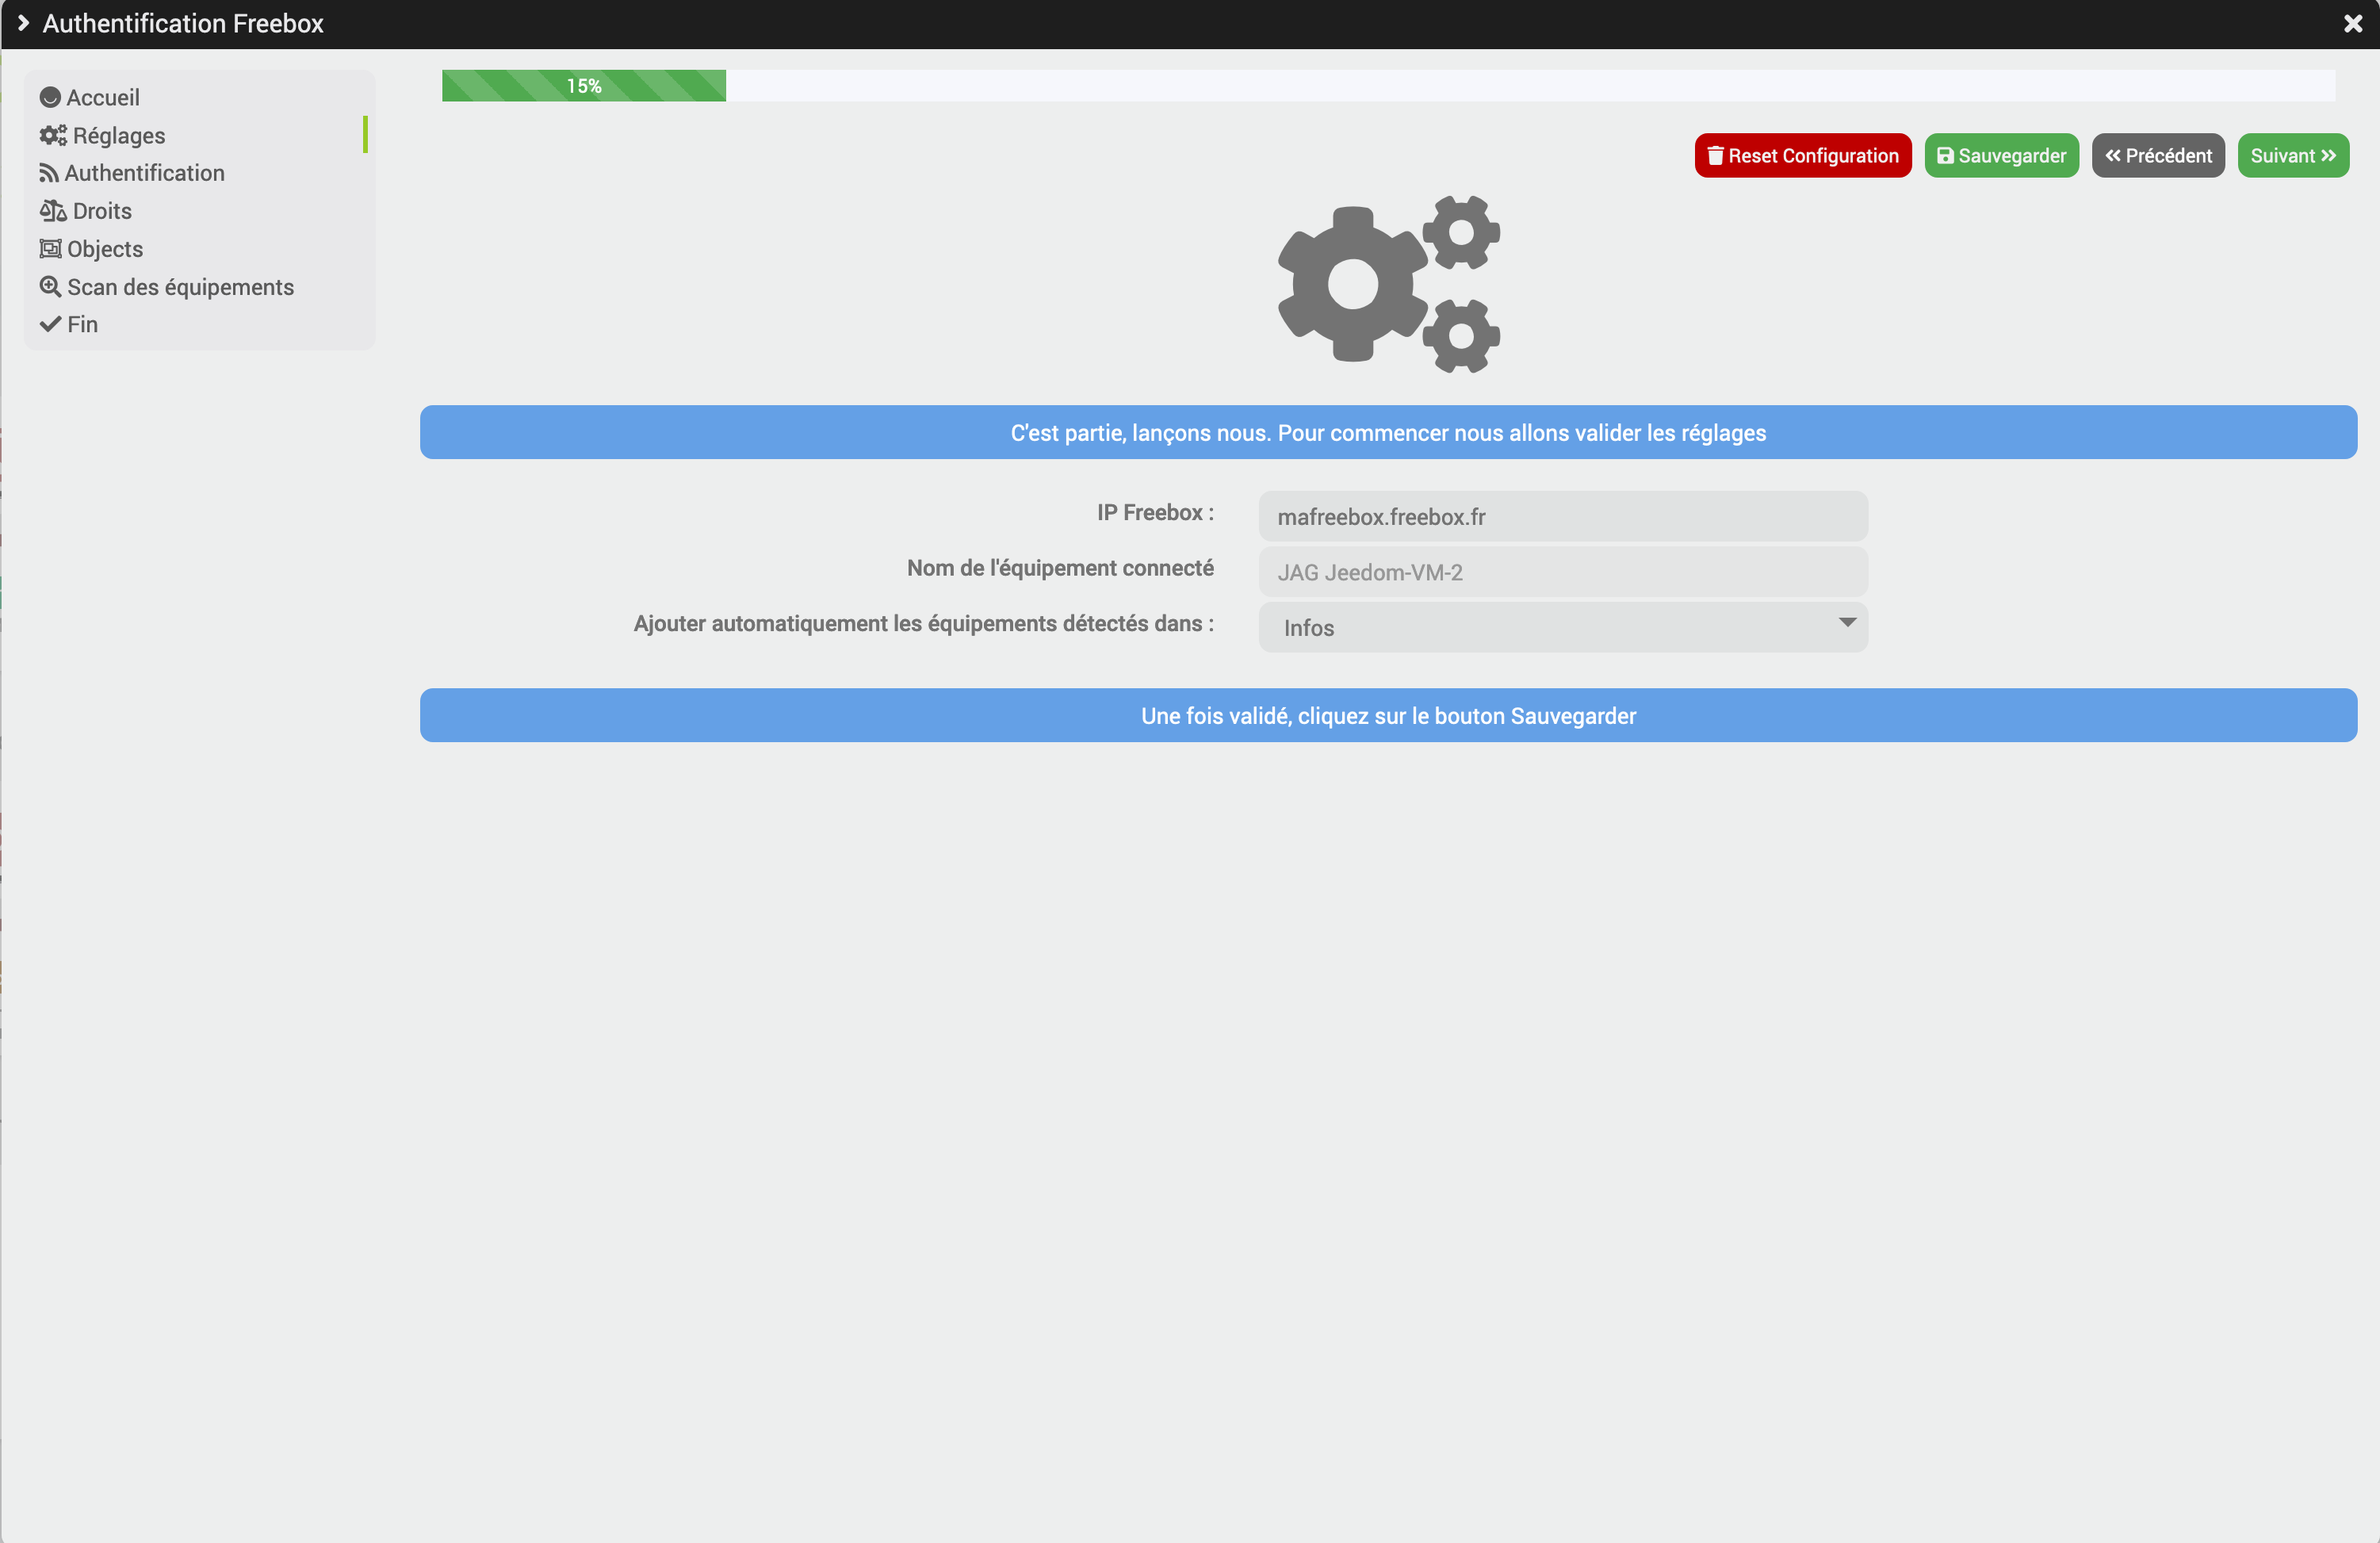 Authentification Freebox
Accueil
Réglages
Authentification
Droits
Objects
Scan des équipements
Fin
15%
Reset Configuration
Sauvegarder
Précédent
Suivant
C'est partie, lançons nous. Pour commencer nous allons valider les réglages
IP Freebox :
mafreebox.freebox.fr
Nom de l'équipement connecté
JAG Jeedom-VM-2
Ajouter automatiquement les équipements détectés dans :
Infos
Une fois validé, cliquez sur le bouton Sauvegarder